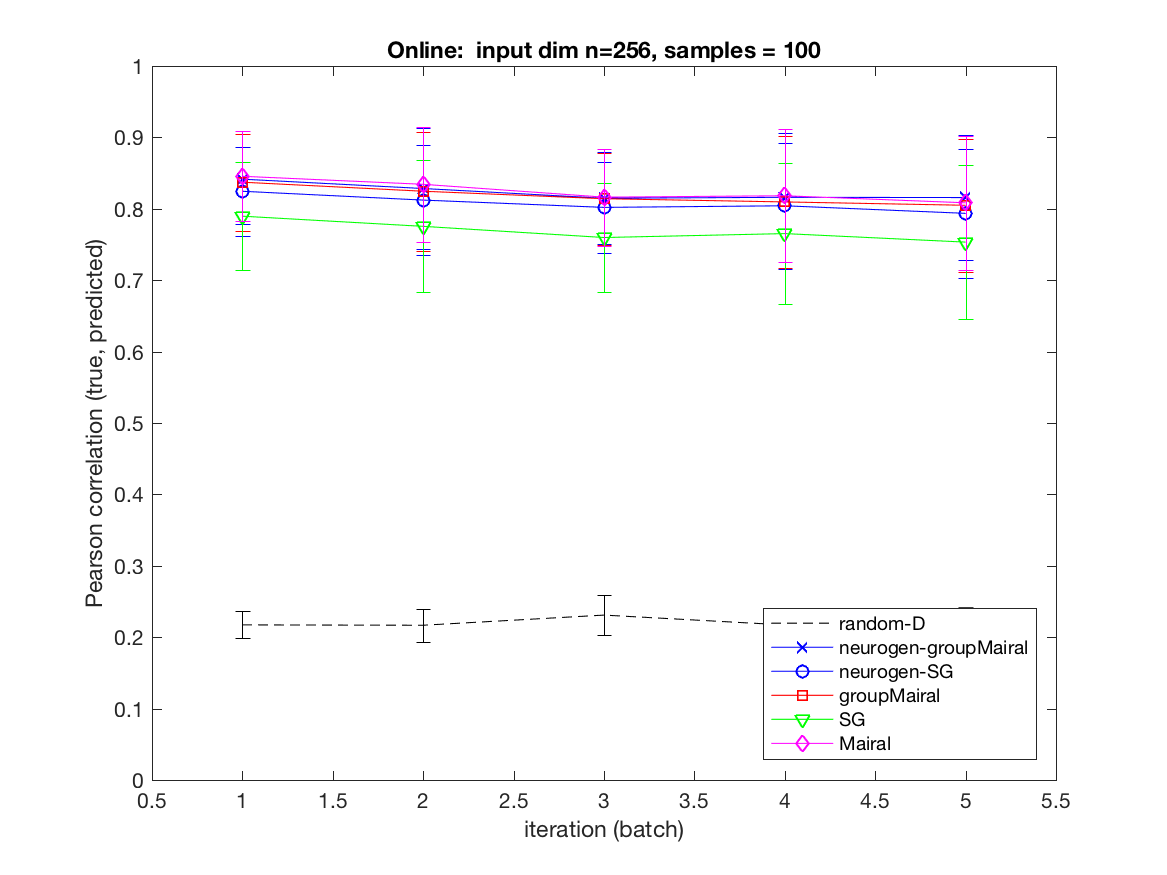 Online: input dim n=256, samples = 100
Pearson correlation (true, predicted)
1
0.9
0.8
0.7
0.6
0.5
0.4
0.3
0.2
0.1
0
0.5
1
1.5
2
2.5
3
3.5
4
4.5
5
5.5
iteration (batch)
random-D
neurogen-groupMairal
neurogen-SG
groupMairal
SG
Mairal